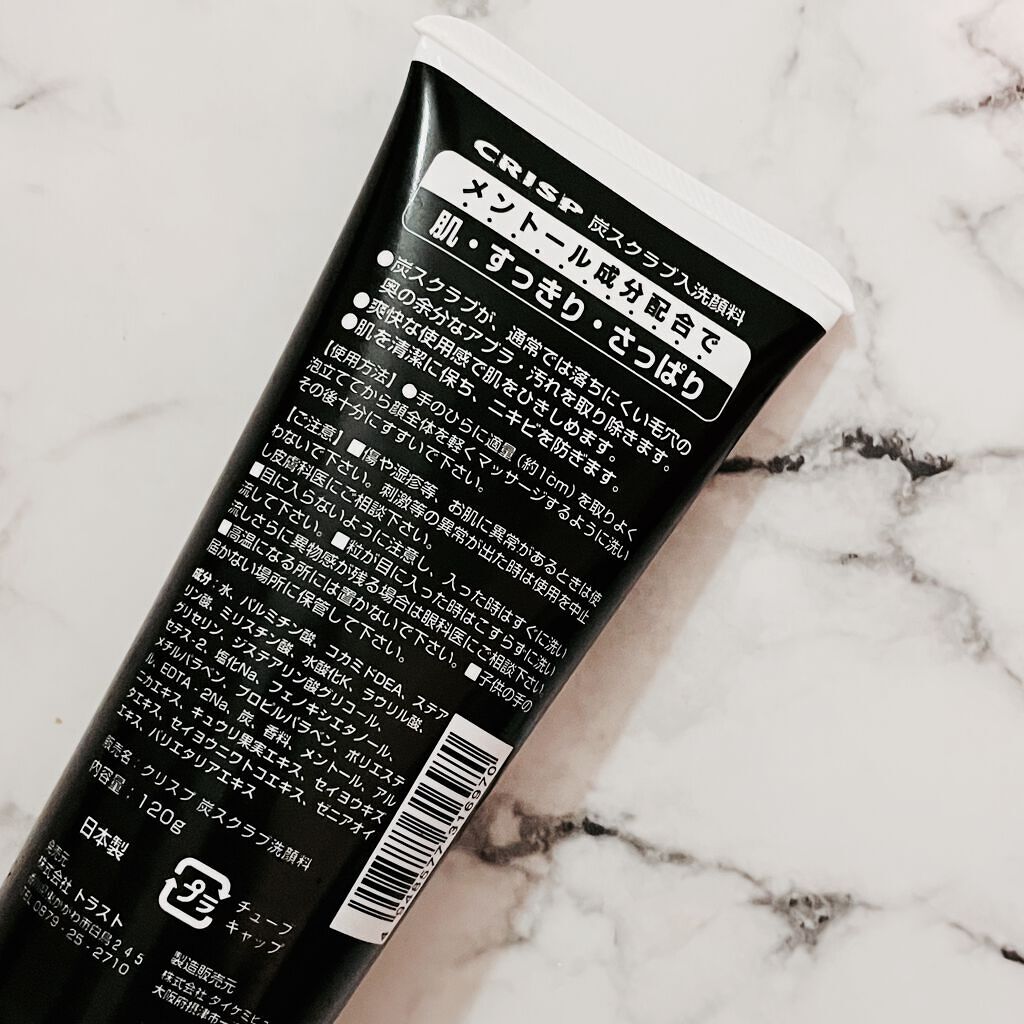 CRISP 炭スクラブ入洗顔料
メントール成分配合で
肌・すっきり・さっぱり
●炭スクラブが、通常では落ちにくい毛穴の
奥の余分なアブラ・汚れを取り除きます。
●爽快な使用感で肌をひきしめます。
●肌を清潔に保ち、ニキビを防ぎます。
【使用方法】 ●手のひらに適量(約1cm)を取りよく
泡立ててから顔全体を軽くマッサージするように洗い
その後十分にすすいで下さい。
【ご注意】 ■傷や湿疹等、お肌に異常があるときは使
わないで下さい。刺激等の異常が出た時は使用を中止
し皮膚科医にご相談下さい。
■目に入らないように注意し、入った時はすぐに洗い
流して下さい。 ■粒が目に入った時はこすらずに洗い
流しさらに異物感が残る場合は眼科医にご相談下さい。
■高温になる所には置かないで下さい。 ■子供の手の
届かない場所に保管して下さい。
成分:水、パルミチン酸、コカミドDEA、ステア
リン酸、ミリスチン酸、水酸化K、ラウリル酸、
グリセリン、ジステアリン酸グリコール、
セテス-2、塩化Na、フェノキシエタノール、
メチルパラベン、プロピルパラベン、ポリエステ
ル、EDTA-2Na、炭、香料、メントール、アル
ニカエキス、キュウリ果実エキス、セイヨウキズ
タエキス、セイヨウニワトコエキス、ゼニアオイ
エキス、パリエタリアエキス
販売名:クリスプ 炭スクラブ洗顔料
内容量:120g
日本製
プラ
チューブ
キャップ
発売元
株式会社 トラスト
香川県東かがわ市白鳥245
TEL 0879-25-2710
製造販売元
株式会社 タイケミ
大阪府摂津市